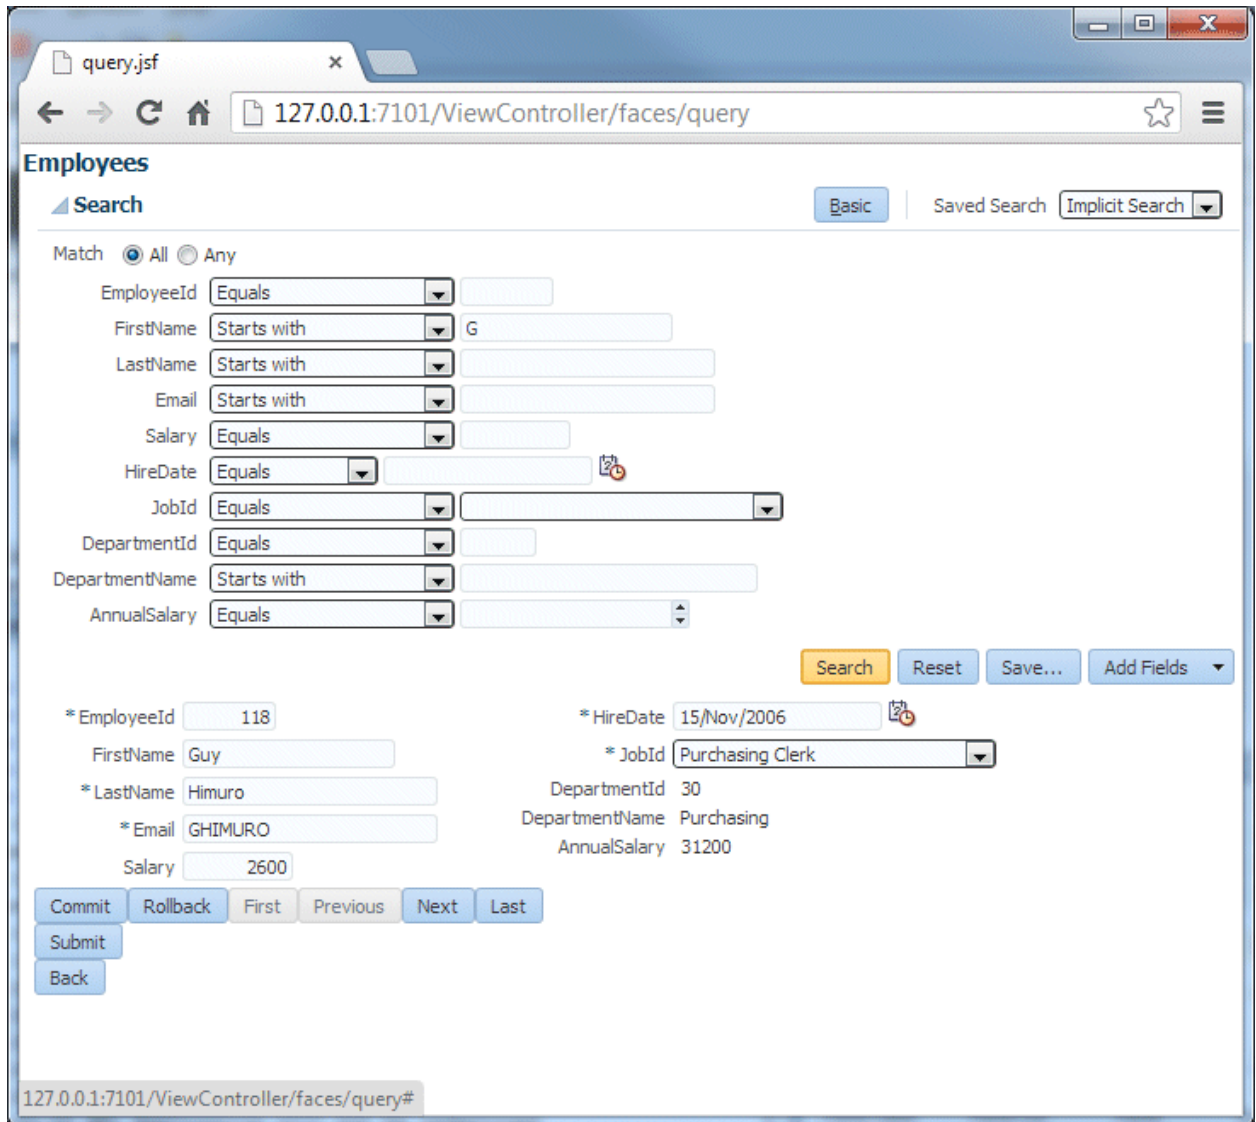 query.jsf
127.0.0.1:7101/ViewController/faces/query
Employees
Search Basic Saved Search Implicit Search
Match All Any
EmployeeId Equals
FirstName Starts with G
LastName Starts with
Email Starts with
Salary Equals
HireDate Equals
JobId Equals
DepartmentId Equals
DepartmentName Starts with
AnnualSalary Equals
Search Reset Save... Add Fields
* EmployeeId 118 * HireDate 15/Nov/2006
FirstName Guy * JobId Purchasing Clerk
* LastName Himuro DepartmentId 30
* Email GHIMURO DepartmentName Purchasing
Salary 2600 AnnualSalary 31200
Commit Rollback First Previous Next Last
Submit
Back
127.0.0.1:7101/ViewController/faces/query#